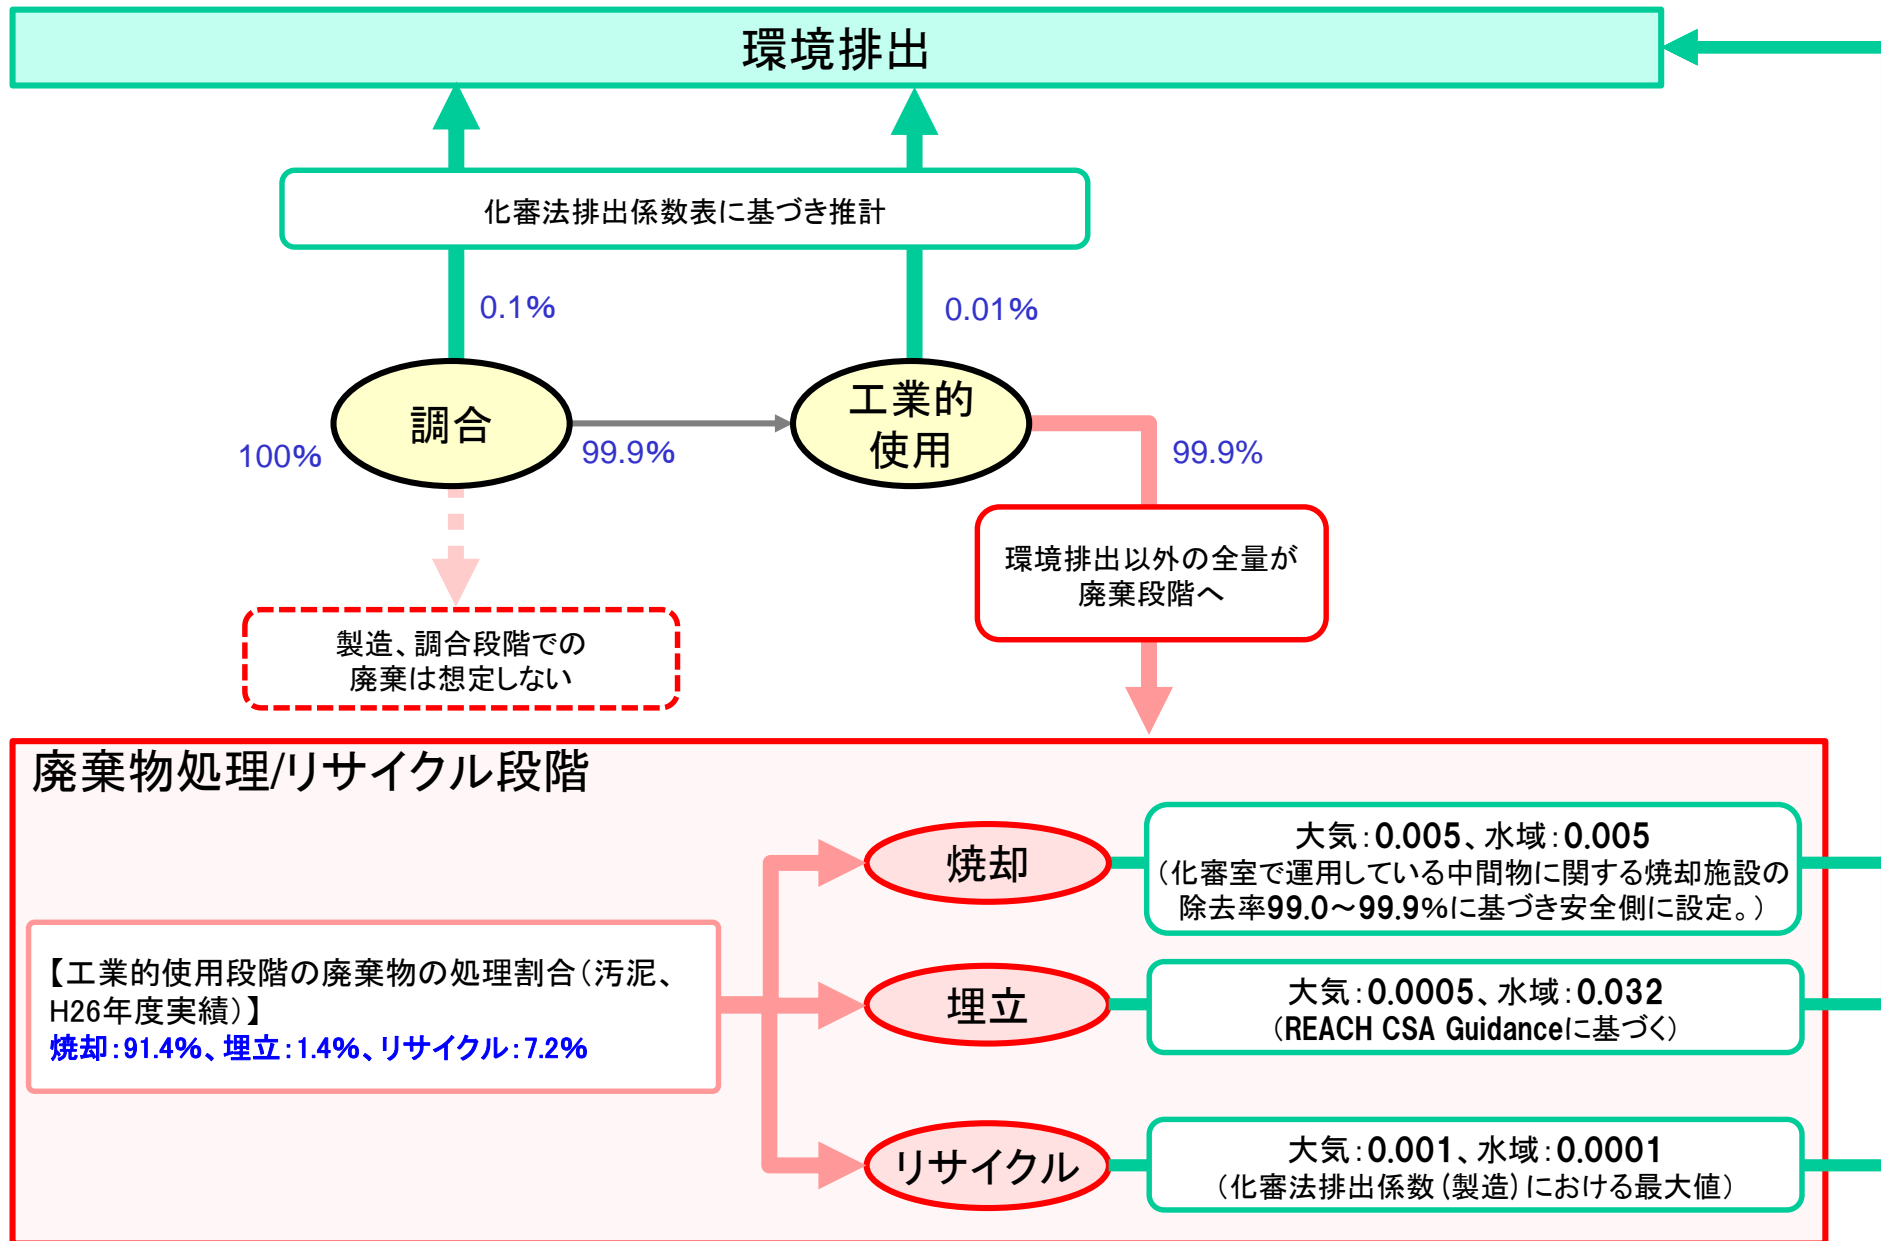 環境排出
化審法排出係数表に基づき推計
0.1%
0.01%
調合
工業的
使用
100%
99.9%
99.9%
環境排出以外の全量が
廃棄段階へ
製造、調合段階での
廃棄は想定しない
廃棄物処理/リサイクル段階
焼却
大気：0.005、水域：0.005
（化審室で運用している中間物に関する焼却施設の
除去率99.0～99.9%に基づき安全側に設定。）
【工業的使用段階の廃棄物の処理割合（汚泥、
H26年度実績）】
焼却：91.4%、埋立：1.4%、リサイクル：7.2%
埋立
大気：0.0005、水域：0.032
（REACH CSA Guidanceに基づく）
リサイクル
大気：0.001、水域：0.0001
（化審法排出係数（製造）における最大値）